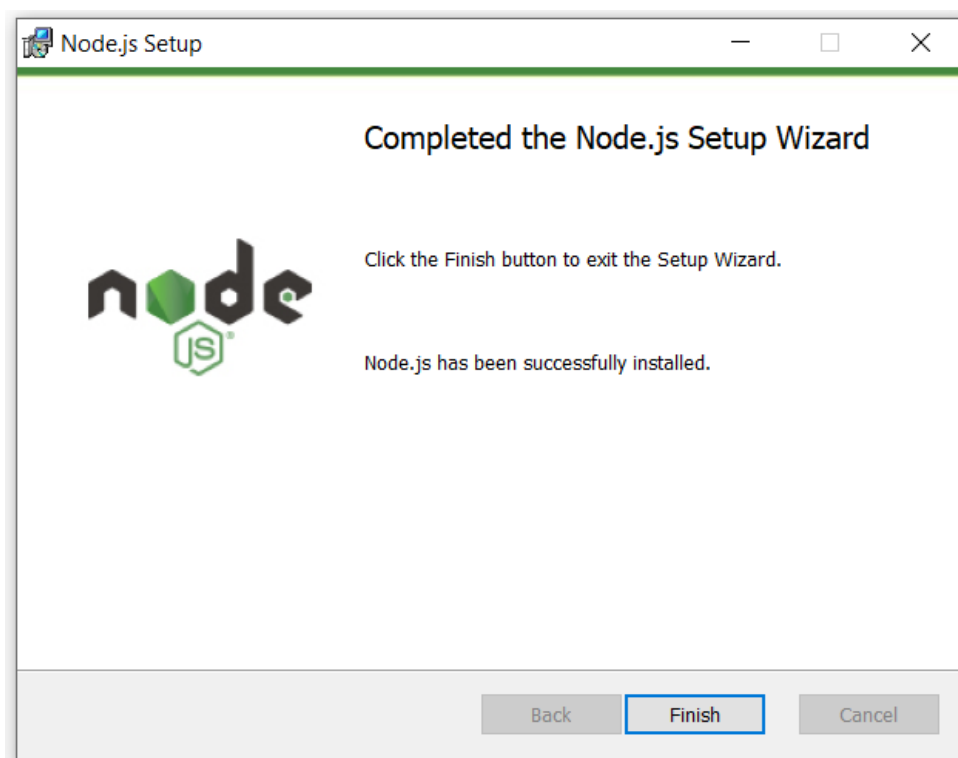 Node.js Setup
Completed the Node.js Setup Wizard
Click the Finish button to exit the Setup Wizard.
node
JS®
Node.js has been successfully installed.
Back Finish Cancel